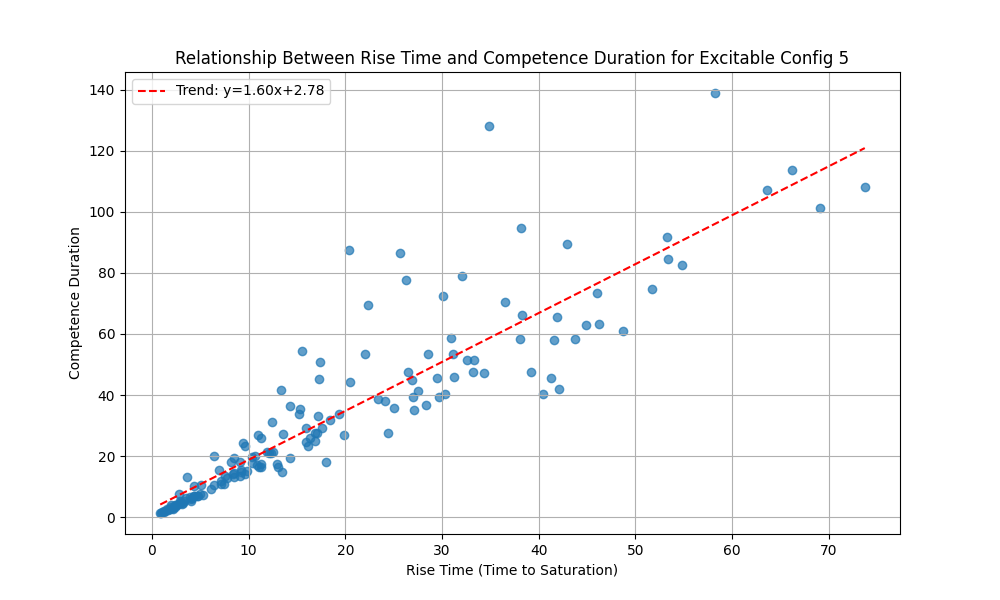 Relationship Between Rise Time and Competence Duration for Excitable Config 5
Trend: y=1.60x+2.78
140
120
100
80
60
40
20
0
Competence Duration
0 10 20 30 40 50 60 70
Rise Time (Time to Saturation)